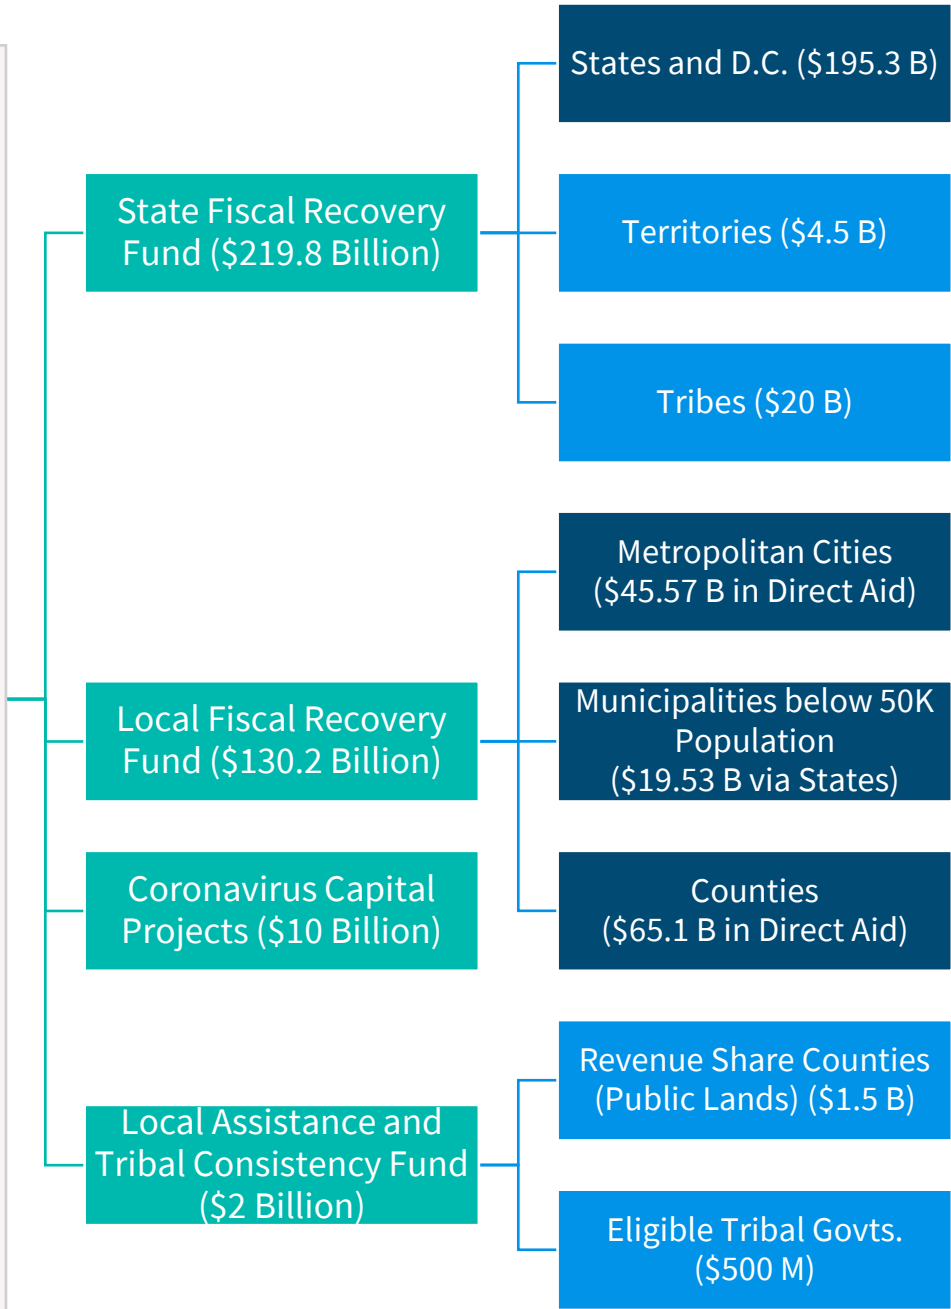 States and D.C. ($195.3 B)
State Fiscal Recovery
Fund ($219.8 Billion)
Territories ($4.5 B)
Tribes ($20 B)
Metropolitan Cities
($45.57 B in Direct Aid)
Local Fiscal Recovery
Fund ($130.2 Billion)
Municipalities below 50K
Population
($19.53 B via States)
Coronavirus Capital
Projects ($10 Billion)
Counties
($65.1 B in Direct Aid)
Local Assistance and
Tribal Consistency Fund
($2 Billion)
Revenue Share Counties
(Public Lands) ($1.5 B)
Eligible Tribal Govts.
($500 M)